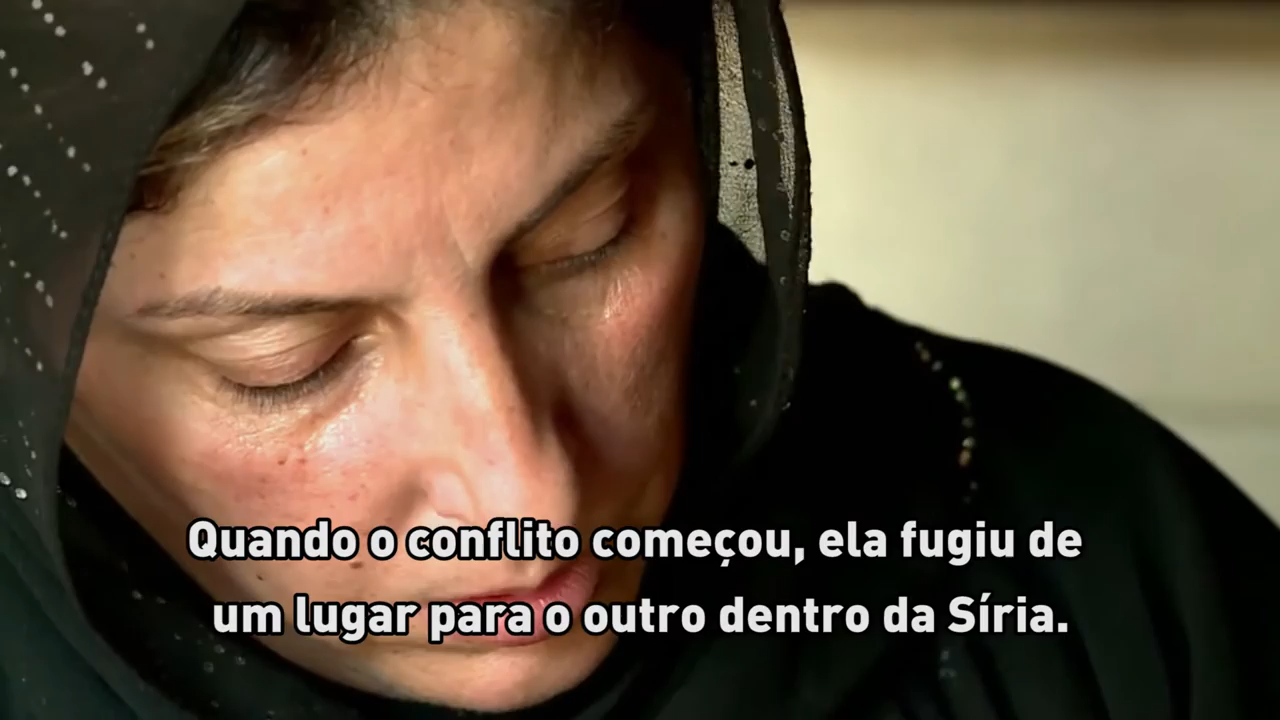 Quando o conflito começou, ela fugiu de
um lugar para o outro dentro da Síria.